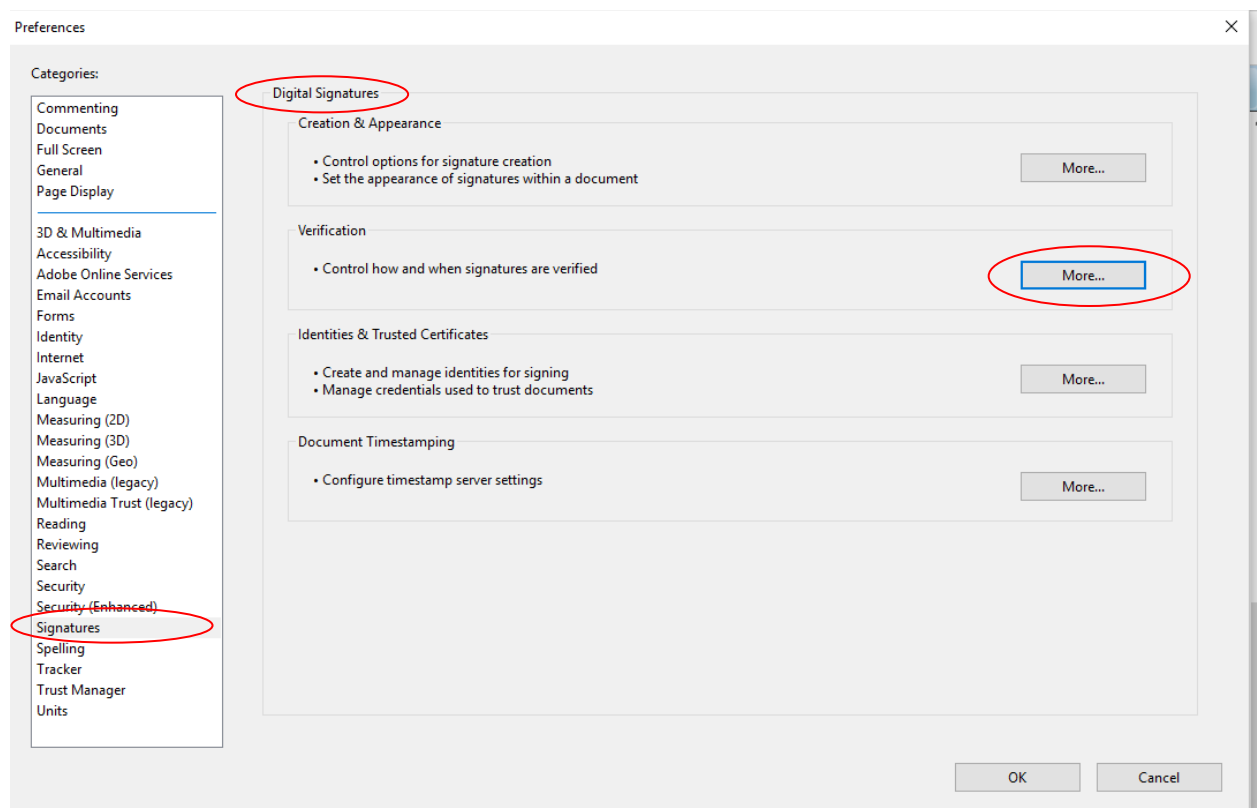 Preferences
Categories:
Commenting
Documents
Full Screen
General
Page Display
3D & Multimedia
Accessibility
Adobe Online Services
Email Accounts
Forms
Identity
Internet
JavaScript
Language
Measuring (2D)
Measuring (3D)
Measuring (Geo)
Multimedia (legacy)
Multimedia Trust (legacy)
Reading
Reviewing
Search
Security
Security (Enhanced)
Signatures
Spelling
Tracker
Trust Manager
Units
Digital Signatures
Creation & Appearance
• Control options for signature creation
• Set the appearance of signatures within a document
More...
Verification
• Control how and when signatures are verified
More...
Identities & Trusted Certificates
• Create and manage identities for signing
• Manage credentials used to trust documents
More...
Document Timestamping
• Configure timestamp server settings
More...
OK
Cancel